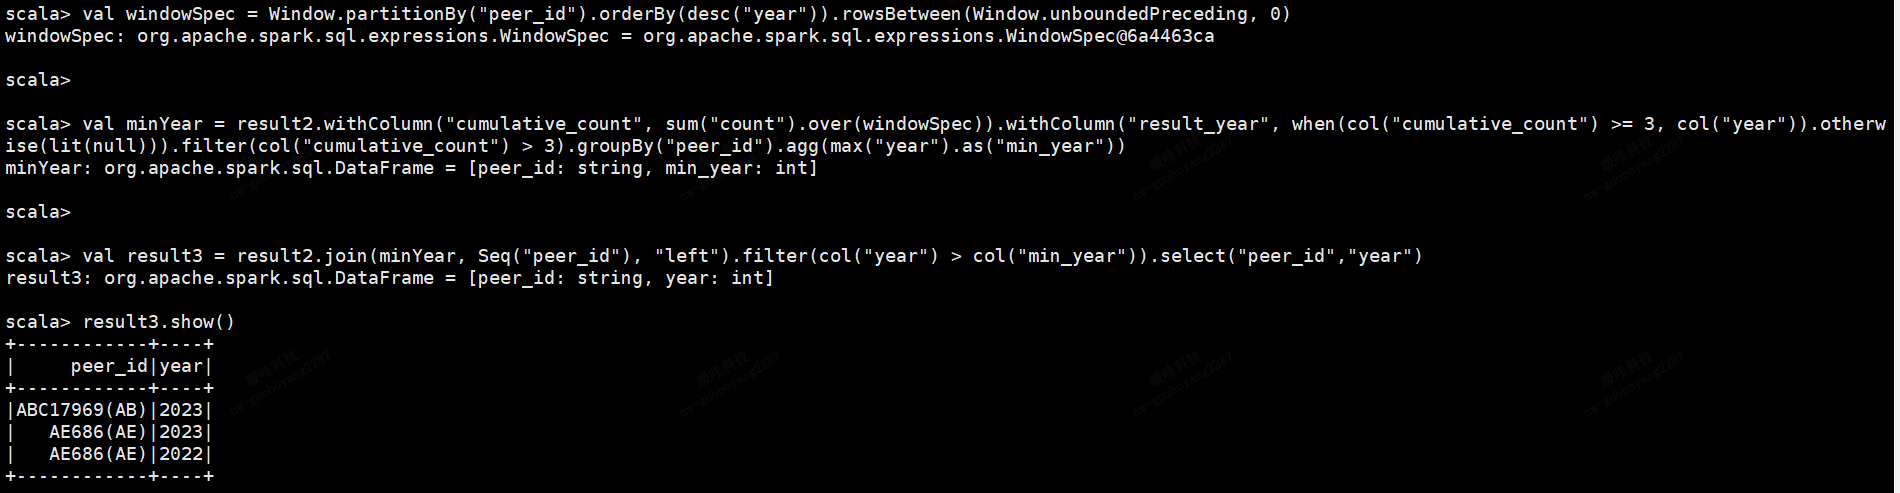 scala> val windowSpec = Window.partitionBy("peer_id").orderBy(desc("year")).rowsBetween(Window.unboundedPreceding, 0)
windowSpec: org.apache.spark.sql.expressions.WindowSpec = org.apache.spark.sql.expressions.WindowSpec@6a4463ca
scala>
scala> val minYear = result2.withColumn("cumulative_count", sum("count").over(windowSpec)).withColumn("result_year", when(col("cumulative_count") >= 3, col("year")).otherw
ise(lit(null))).filter(col("cumulative_count") > 3).groupBy("peer_id").agg(max("year").as("min_year"))
minYear: org.apache.spark.sql.DataFrame = [peer_id: string, min_year: int]
scala>
scala> val result3 = result2.join(minYear, Seq("peer_id"), "left").filter(col("year") > col("min_year")).select("peer_id","year")
result3: org.apache.spark.sql.DataFrame = [peer_id: string, year: int]
scala> result3.show()
+------------+----+
|     peer_id|year|
+------------+----+
|ABC17969(AB)|2023|
|   AE686(AE)|2023|
|   AE686(AE)|2022|
+------------+----+